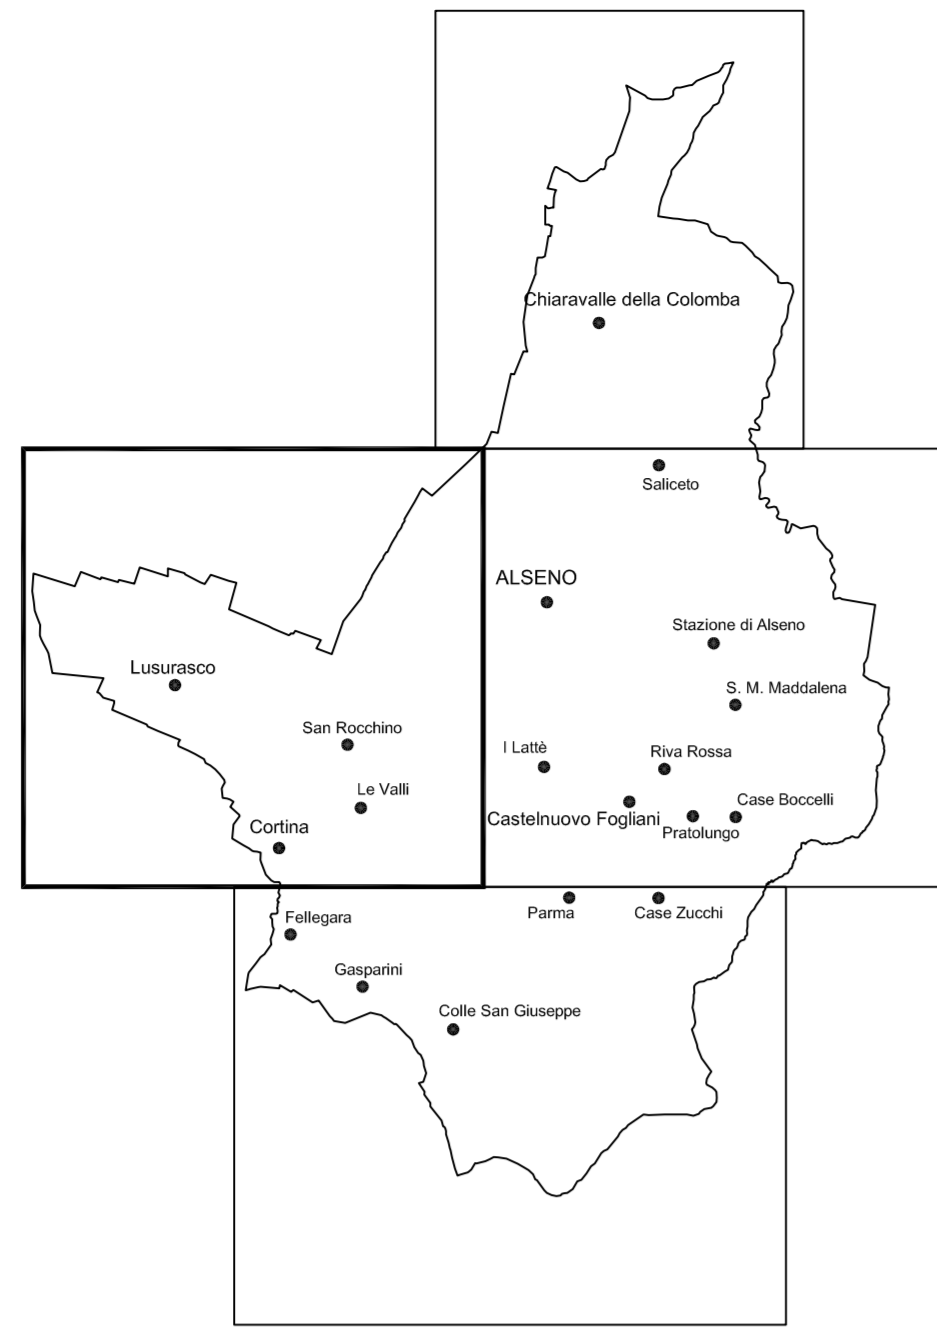 Chiaravalle della Colomba
Saliceto
ALSENO
Stazione di Alseno
Lusurasco
S. M. Maddalena
San Rocchino
I Lattè
Riva Rossa
Le Valli
Case Boccelli
Castelnuovo Fogliani
Cortina
Pratolungo
Parma
Case Zucchi
Fellegara
Gasparini
Colle San Giuseppe